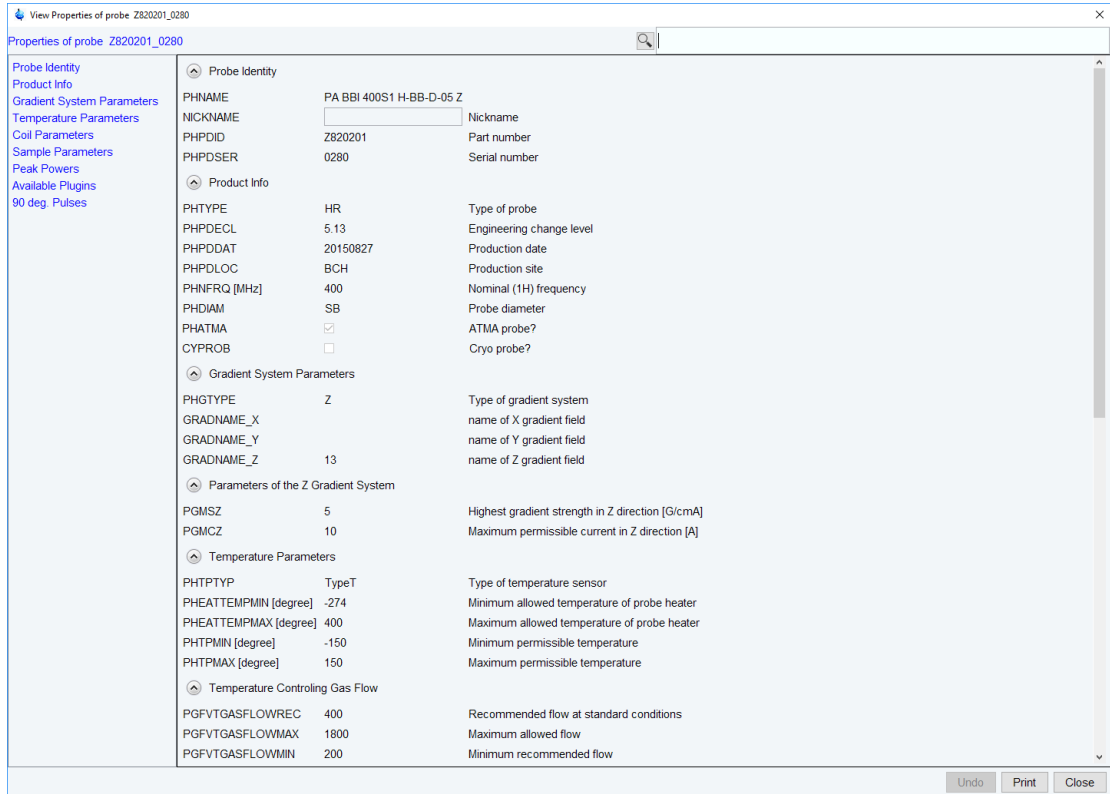 View Properties of probe Z820201_0280
Properties of probe Z820201_0280
Probe Identity
Product Info
Gradient System Parameters
Temperature Parameters
Coil Parameters
Sample Parameters
Peak Powers
Available Plugins
90 deg. Pulses
Probe Identity
PHNAME PA BBI 400S1 H-BB-D-05 Z
NICKNAME Nickname
PHPDID Z820201 Part number
PHPDSER 0280 Serial number
Product Info
PHTYPE HR Type of probe
PHPDECL 5.13 Engineering change level
PHPDDAT 20150827 Production date
PHPDLOC BCH Production site
PHNFRQ [MHz] 400 Nominal (1H) frequency
PHDIAM SB Probe diameter
PHATMA ATMA probe?
CYPROB Cryo probe?
Gradient System Parameters
PHGTYPE Z Type of gradient system
GRADNAME_X name of X gradient field
GRADNAME_Y name of Y gradient field
GRADNAME_Z 13 name of Z gradient field
Parameters of the Z Gradient System
PGMSZ 5 Highest gradient strength in Z direction [G/cmA]
PGMCZ 10 Maximum permissible current in Z direction [A]
Temperature Parameters
PHTPTYP TypeT Type of temperature sensor
PHEATTEMPMIN [degree] -274 Minimum allowed temperature of probe heater
PHEATTEMPMAX [degree] 400 Maximum allowed temperature of probe heater
PHTPMIN [degree] -150 Minimum permissible temperature
PHTPMAX [degree] 150 Maximum permissible temperature
Temperature Controling Gas Flow
PGFVTGASFLOWREC 400 Recommended flow at standard conditions
PGFVTGASFLOWMAX 1800 Maximum allowed flow
PGFVTGASFLOWMIN 200 Minimum recommended flow
Undo Print Close